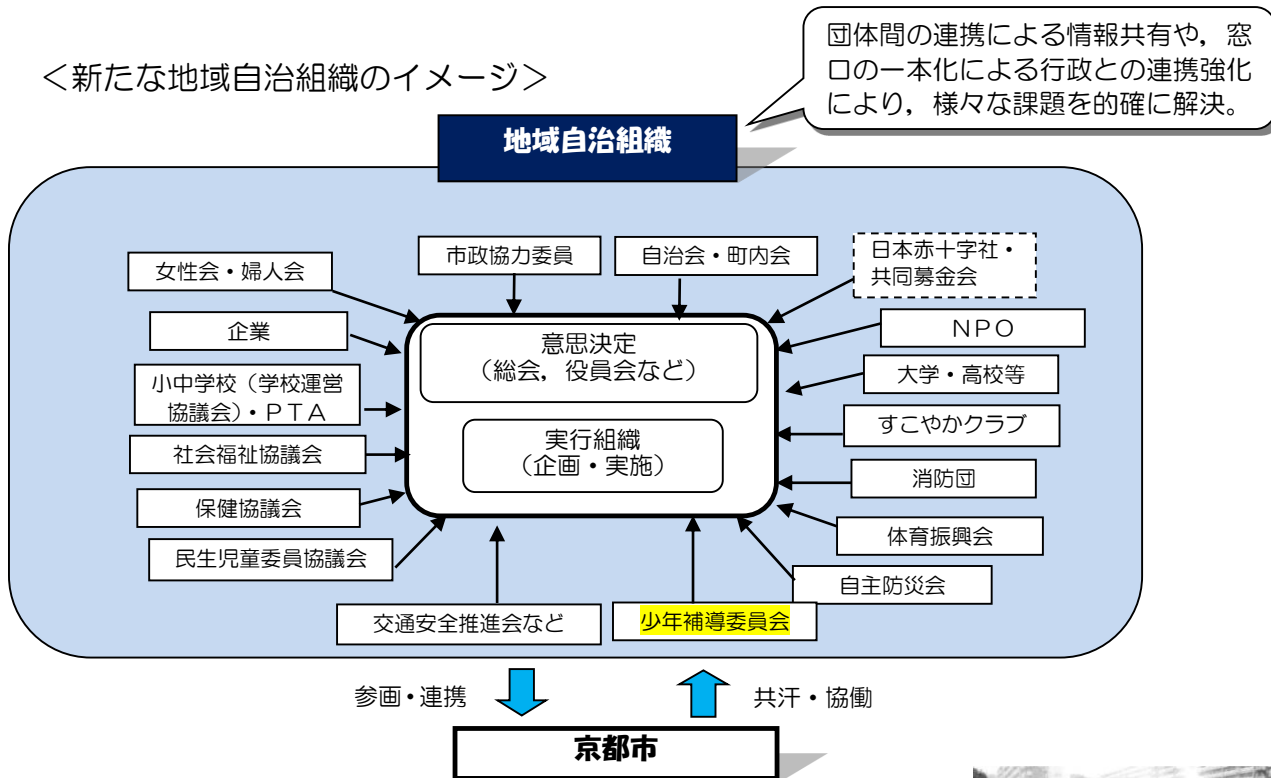 ＜新たな地域自治組織のイメージ＞
団体間の連携による情報共有や，窓
口の一本化による行政との連携強化
により，様々な課題を的確に解決。
地域自治組織
市政協力委員
自治会・町内会
日本赤十字社・
共同募金会
女性会・婦人会
企業
小中学校（学校運営
協議会）・ＰＴＡ
社会福祉協議会
保健協議会
民生児童委員協議会
意思決定
（総会，役員会など）
実行組織
（企画・実施）
ＮＰＯ
大学・高校等
すこやかクラブ
消防団
体育振興会
自主防災会
交通安全推進会など
少年補導委員会
参画・連携
共汗・協働
京都市